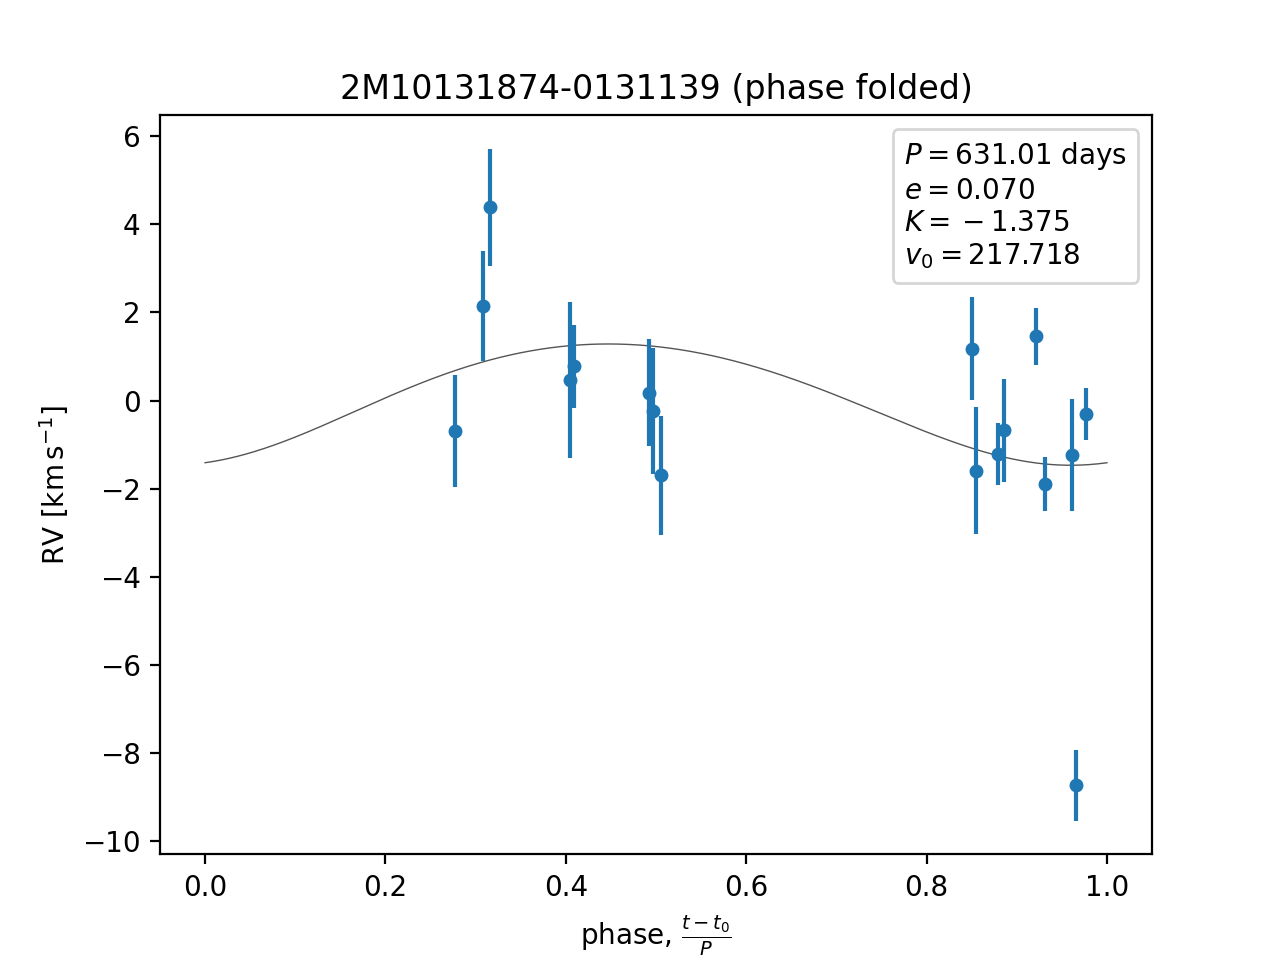 2M10131874-0131139 (phase folded)
P = 631.01 days
e = 0.070
K = −1.375
v₀ = 217.718
RV [km s⁻¹]
6
4
2
0
−2
−4
−6
−8
−10
0.0 0.2 0.4 0.6 0.8 1.0
phase, (t − t₀)/P